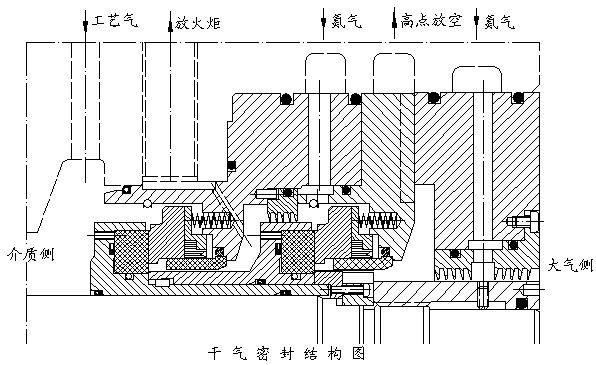 工艺气
放火炬
氮气
高点放空
氮气
介质侧
大气侧
干气密封结构图